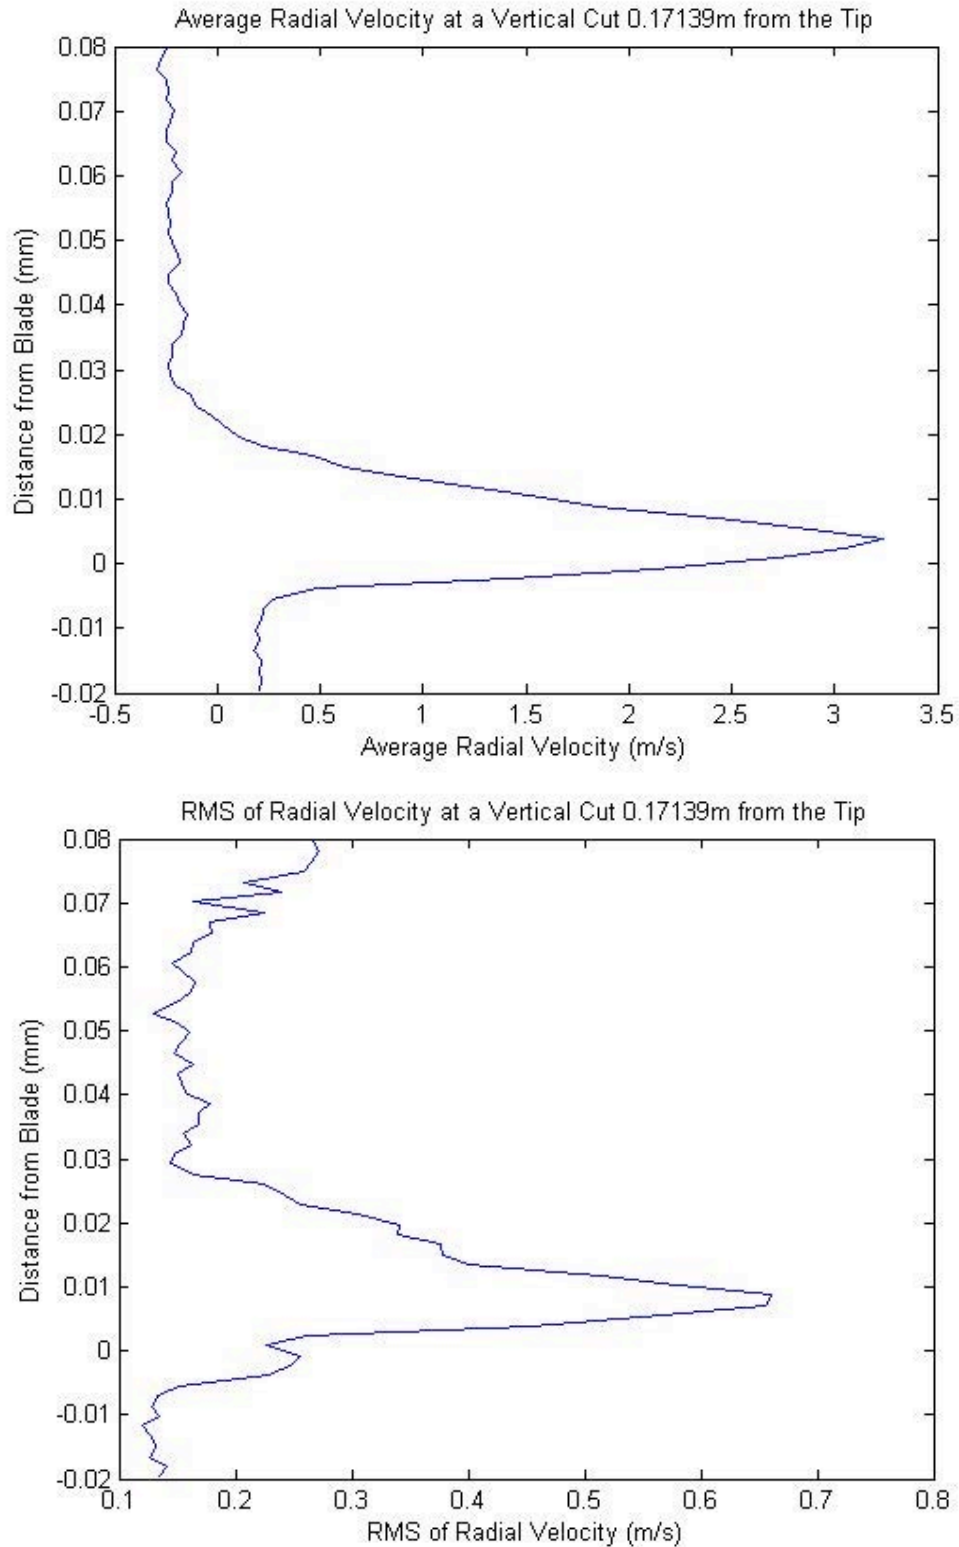 Average Radial Velocity at a Vertical Cut 0.17139m from the Tip
0.08
0.07
0.06
0.05
0.04
0.03
0.02
0.01
0
-0.01
-0.02
Distance from Blade (mm)
-0.5 0 0.5 1 1.5 2 2.5 3 3.5
Average Radial Velocity (m/s)
RMS of Radial Velocity at a Vertical Cut 0.17139m from the Tip
0.08
0.07
0.06
0.05
0.04
0.03
0.02
0.01
0
-0.01
-0.02
Distance from Blade (mm)
0.1 0.2 0.3 0.4 0.5 0.6 0.7 0.8
RMS of Radial Velocity (m/s)